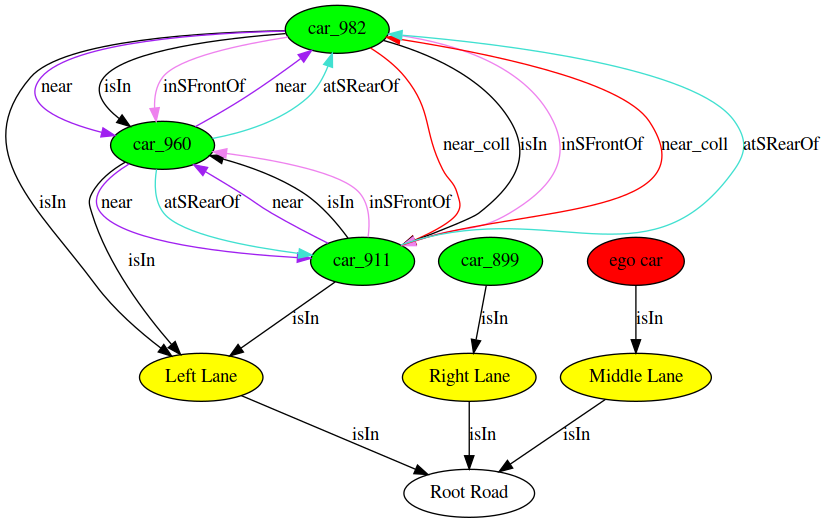 car_982
near
isIn
inSFrontOf
near
atSRearOf
car_960
near_coll
isIn
inSFrontOf
near_coll
atSRearOf
isIn
near
atSRearOf
near
isIn
inSFrontOf
isIn
car_911
car_899
ego car
isIn
isIn
isIn
Left Lane
Right Lane
Middle Lane
isIn
isIn
isIn
Root Road